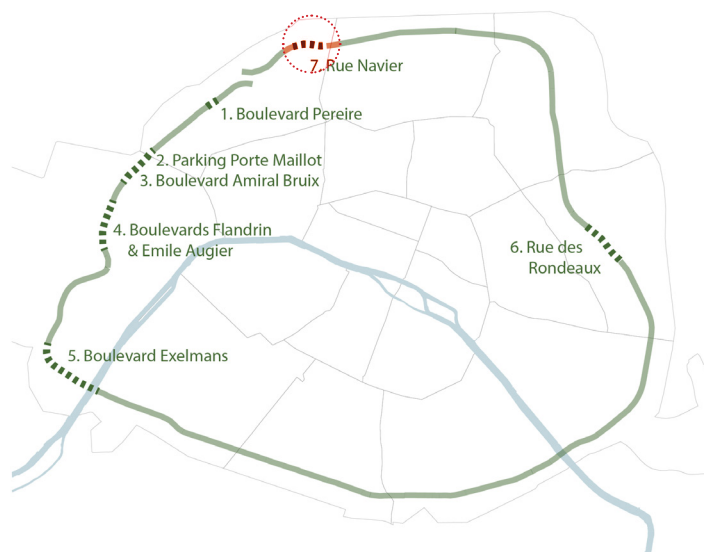 7. Rue Navier
1. Boulevard Pereire
2. Parking Porte Maillot
3. Boulevard Amiral Bruix
4. Boulevards Flandrin
& Emile Augier
6. Rue des
Rondeaux
5. Boulevard Exelmans